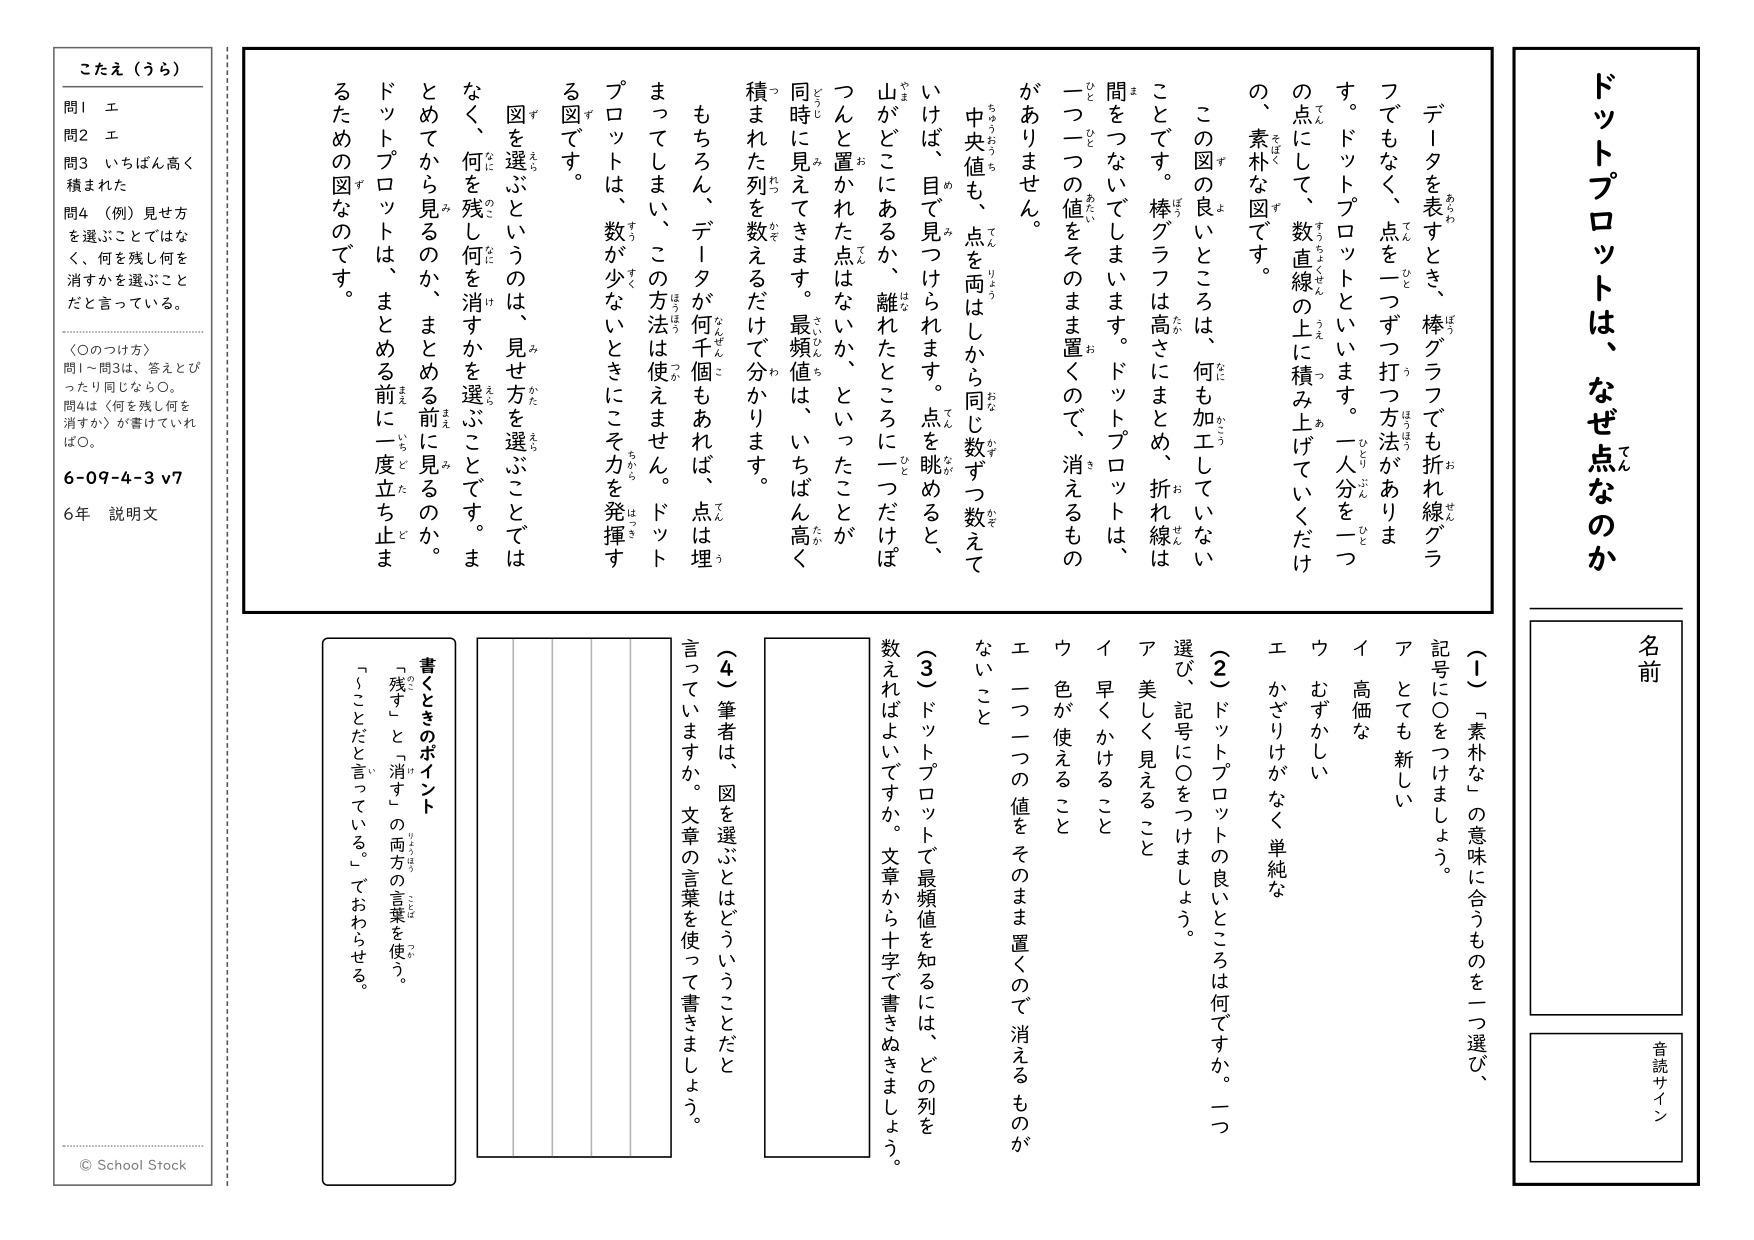 ドットプロットは、なぜ点なのか
てん
名前
音読サイン
データを表すとき、棒グラフでも折れ線グラ
フでもなく、点を一つずつ打つ方法がありま
す。ドットプロットといいます。一人分を一つ
の点にして、数直線の上に積み上げていくだけ
の、素朴な図です。
この図の良いところは、何も加工していない
ことです。棒グラフは高さにまとめ、折れ線は
間をつないでしまいます。ドットプロットは、
一つ一つの値をそのまま置くので、消えるもの
がありません。
中央値も、点を両はしから同じ数ずつ数えて
いけば、目で見つけられます。点を眺めると、
山がどこにあるか、離れたところに一つだけぽ
つんと置かれた点はないか、といったことが
同時に見えてきます。最頻値は、いちばん高く
積まれた列を数えるだけで分かります。
もちろん、データが何千個もあれば、点は埋
まってしまい、この方法は使えません。ドット
プロットは、数が少ないときにこそ力を発揮す
る図です。
図を選ぶというのは、見せ方を選ぶことでは
なく、何を残し何を消すかを選ぶことです。ま
とめてから見るのか、まとめる前に見るのか。
ドットプロットは、まとめる前に一度立ち止ま
るための図なのです。
(1)「素朴な」の意味に合うものを一つ選び、
記号に〇をつけましょう。
ア とても 新しい
イ 高価な
ウ むずかしい
エ かざりけが なく 単純な
(2) ドットプロットの良いところは何ですか。一つ
選び、記号に〇をつけましょう。
ア 美しく 見える こと
イ 早く かける こと
ウ 色が 使える こと
エ 一つ 一つの 値を そのまま 置くので 消える ものが
ない こと
(3) ドットプロットで最頻値を知るには、どの列を
数えればよいですか。文章から十字で書きぬきましょう。
(4) 筆者は、図を選ぶとはどういうことだと
言っていますか。文章の言葉を使って書きましょう。
書くときのポイント
「残す」と「消す」の両方の言葉を使う。
「～ことだと言っている。」でおわらせる。
こたえ（うら）
問1 エ
問2 エ
問3 いちばん高く
積まれた
問4 （例）見せ方
を選ぶことではな
く、何を残し何を
消すかを選ぶこと
だと言っている。
〈〇のつけ方〉
問1～問3は、答えとぴ
ったり同じなら〇。
問4は〈何を残し何を
消すか〉が書けていれ
ば〇。
6-09-4-3 v7
6年 説明文
© School Stock